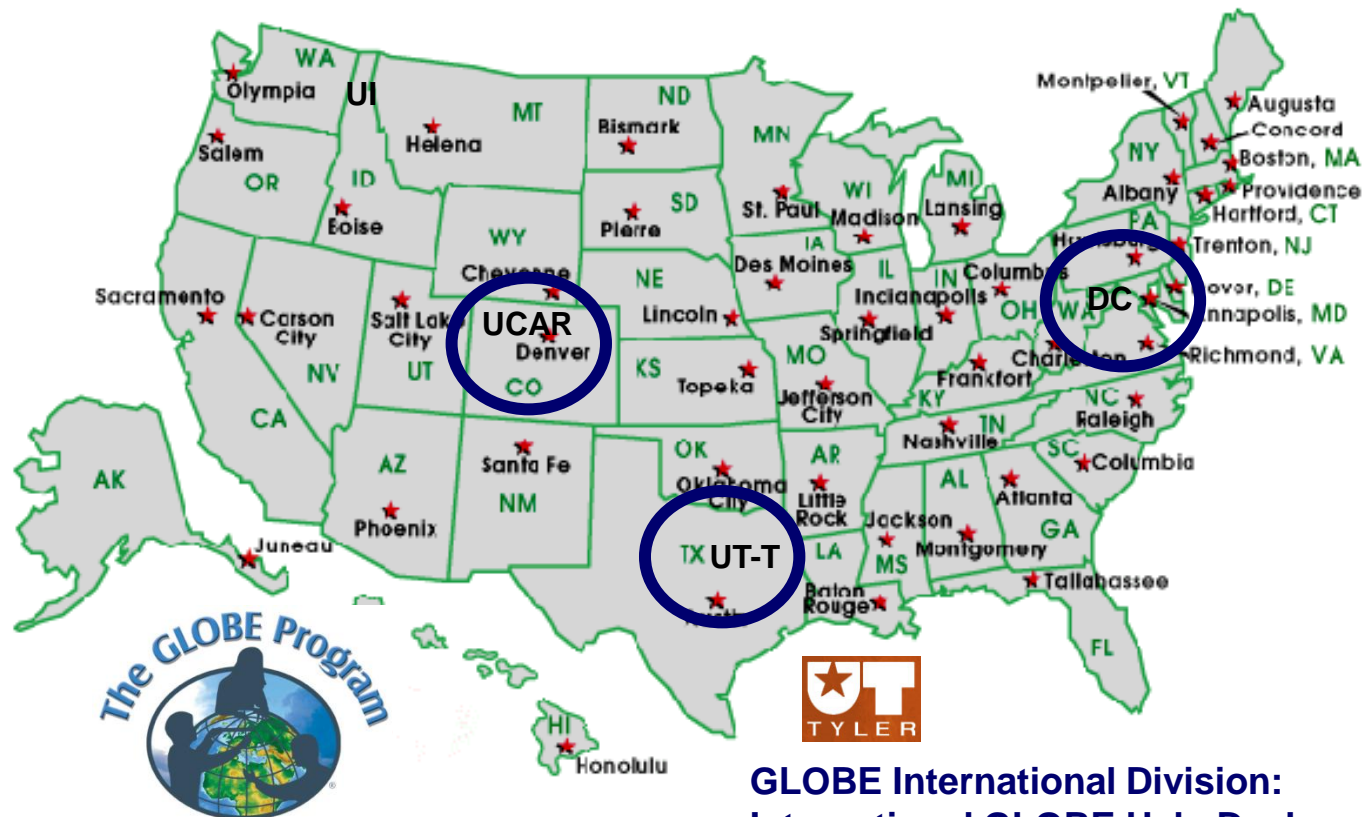 WA
Olympia
UI
MT
Helena
ND
Bismark
MN
Montpelier, VT
Augusta
Concord
Boston, MA
Providence
Hartford, CT
NY
Albany
Salem
OR
ID
Boise
SD
Pierre
St. Paul
WI
Madison
MI
Lansing
PA
Trenton, NJ
WY
Cheyenne
NE
Lincoln
IA
Des Moines
IL
Springfield
IN
Indianapolis
Columbus
OH
WA
DC
DE
MD
Richmond, VA
Sacramento
Carson
City
NV
CA
Salt Lake
City
UT
UCAR
Denver
CO
KS
Topeka
MO
Jefferson
City
Frankfort
KY
Charleston
Nashville
TN
NC
Raleigh
SC
Columbia
AK
Juneau
AZ
Phoenix
Santa Fe
NM
OK
Oklahoma
City
AR
Little
Rock
TX
UT-T
LA
Baton
Rouge
Jackson
MS
AL
Montgomery
Atlanta
GA
Tallahassee
FL
The GLOBE Program
HI
Honolulu
UT
TYLER
GLOBE International Division: